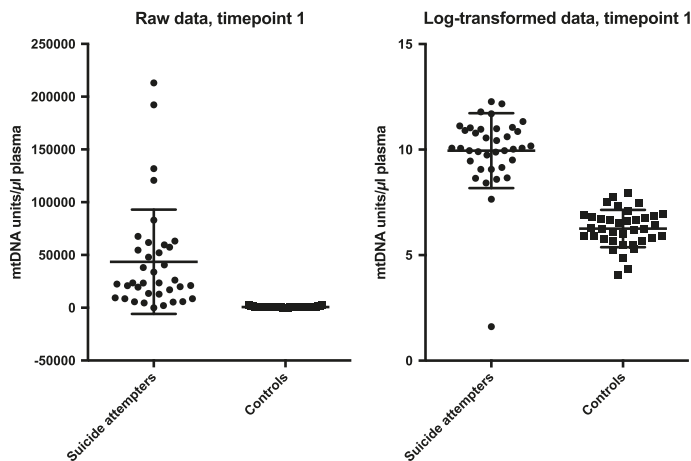 Raw data, timepoint 1
mtDNA units/µl plasma
250000
200000
150000
100000
50000
0
-50000
Suicide attempters
Controls
Log-transformed data, timepoint 1
mtDNA units/µl plasma
15
10
5
0
Suicide attempters
Controls